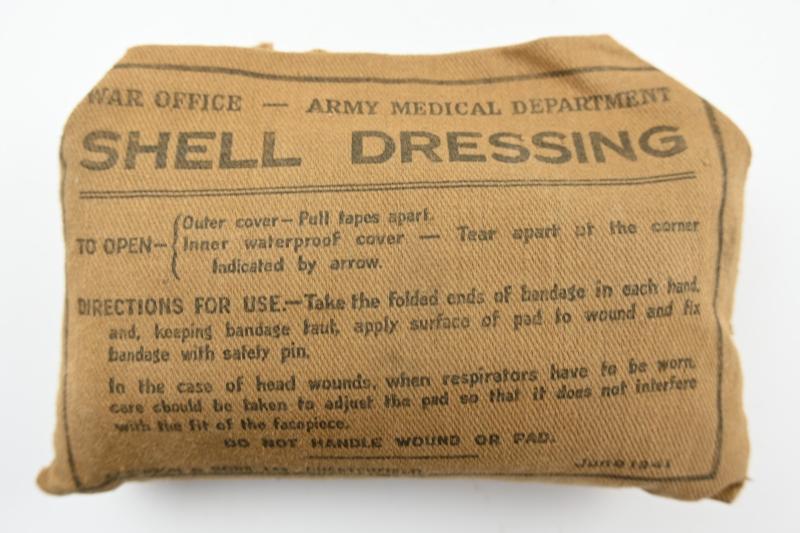 WAR OFFICE — ARMY MEDICAL DEPARTMENT
SHELL DRESSING
TO OPEN— { Outer cover— Pull tapes apart.
Inner waterproof cover — Tear apart at the corner
Indicated by arrow.
DIRECTIONS FOR USE.—Take the folded ends of bandage in each hand,
and, keeping bandage taut, apply surface of pad to wound and fix
bandage with safety pin.
In the case of head wounds, when respirators have to be worn,
care should be taken to adjust the pad so that it does not interfere
with the fit of the facepiece.
DO NOT HANDLE WOUND OR PAD.
June 1941